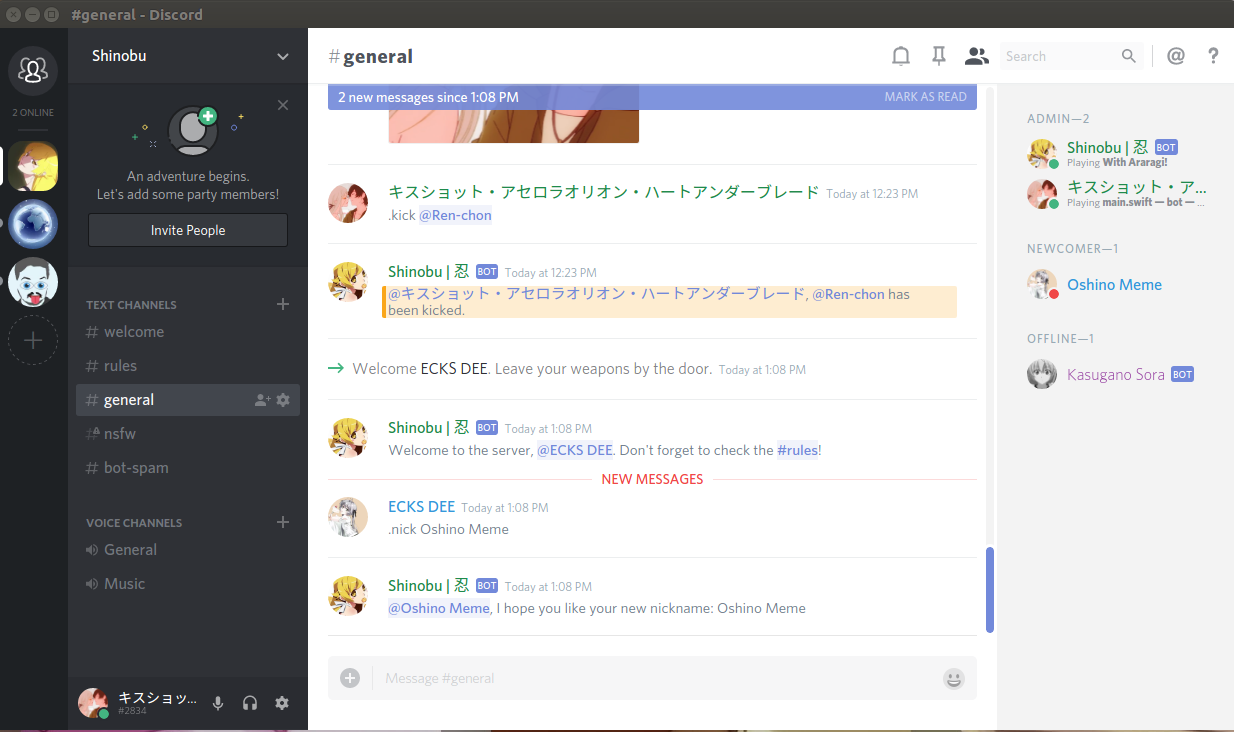 #general - Discord
Shinobu
2 ONLINE
An adventure begins.
Let's add some party members!
Invite People
TEXT CHANNELS
# welcome
# rules
# general
# nsfw
# bot-spam
VOICE CHANNELS
General
Music
キスショッ...
#2834
#general
Search
@
?
2 new messages since 1:08 PM MARK AS READ
キスショット・アセロラオリオン・ハートアンダーブレード Today at 12:23 PM
.kick @Ren-chon
Shinobu | 忍 BOT Today at 12:23 PM
@キスショット・アセロラオリオン・ハートアンダーブレード, @Ren-chon has
been kicked.
Welcome ECKS DEE. Leave your weapons by the door. Today at 1:08 PM
Shinobu | 忍 BOT Today at 1:08 PM
Welcome to the server, @ECKS DEE. Don't forget to check the #rules!
NEW MESSAGES
ECKS DEE Today at 1:08 PM
.nick Oshino Meme
Shinobu | 忍 BOT Today at 1:08 PM
@Oshino Meme, I hope you like your new nickname: Oshino Meme
Message #general
ADMIN—2
Shinobu | 忍 BOT
Playing With Araragi!
キスショット・ア...
Playing main.swift — bot — ...
NEWCOMER—1
Oshino Meme
OFFLINE—1
Kasugano Sora BOT